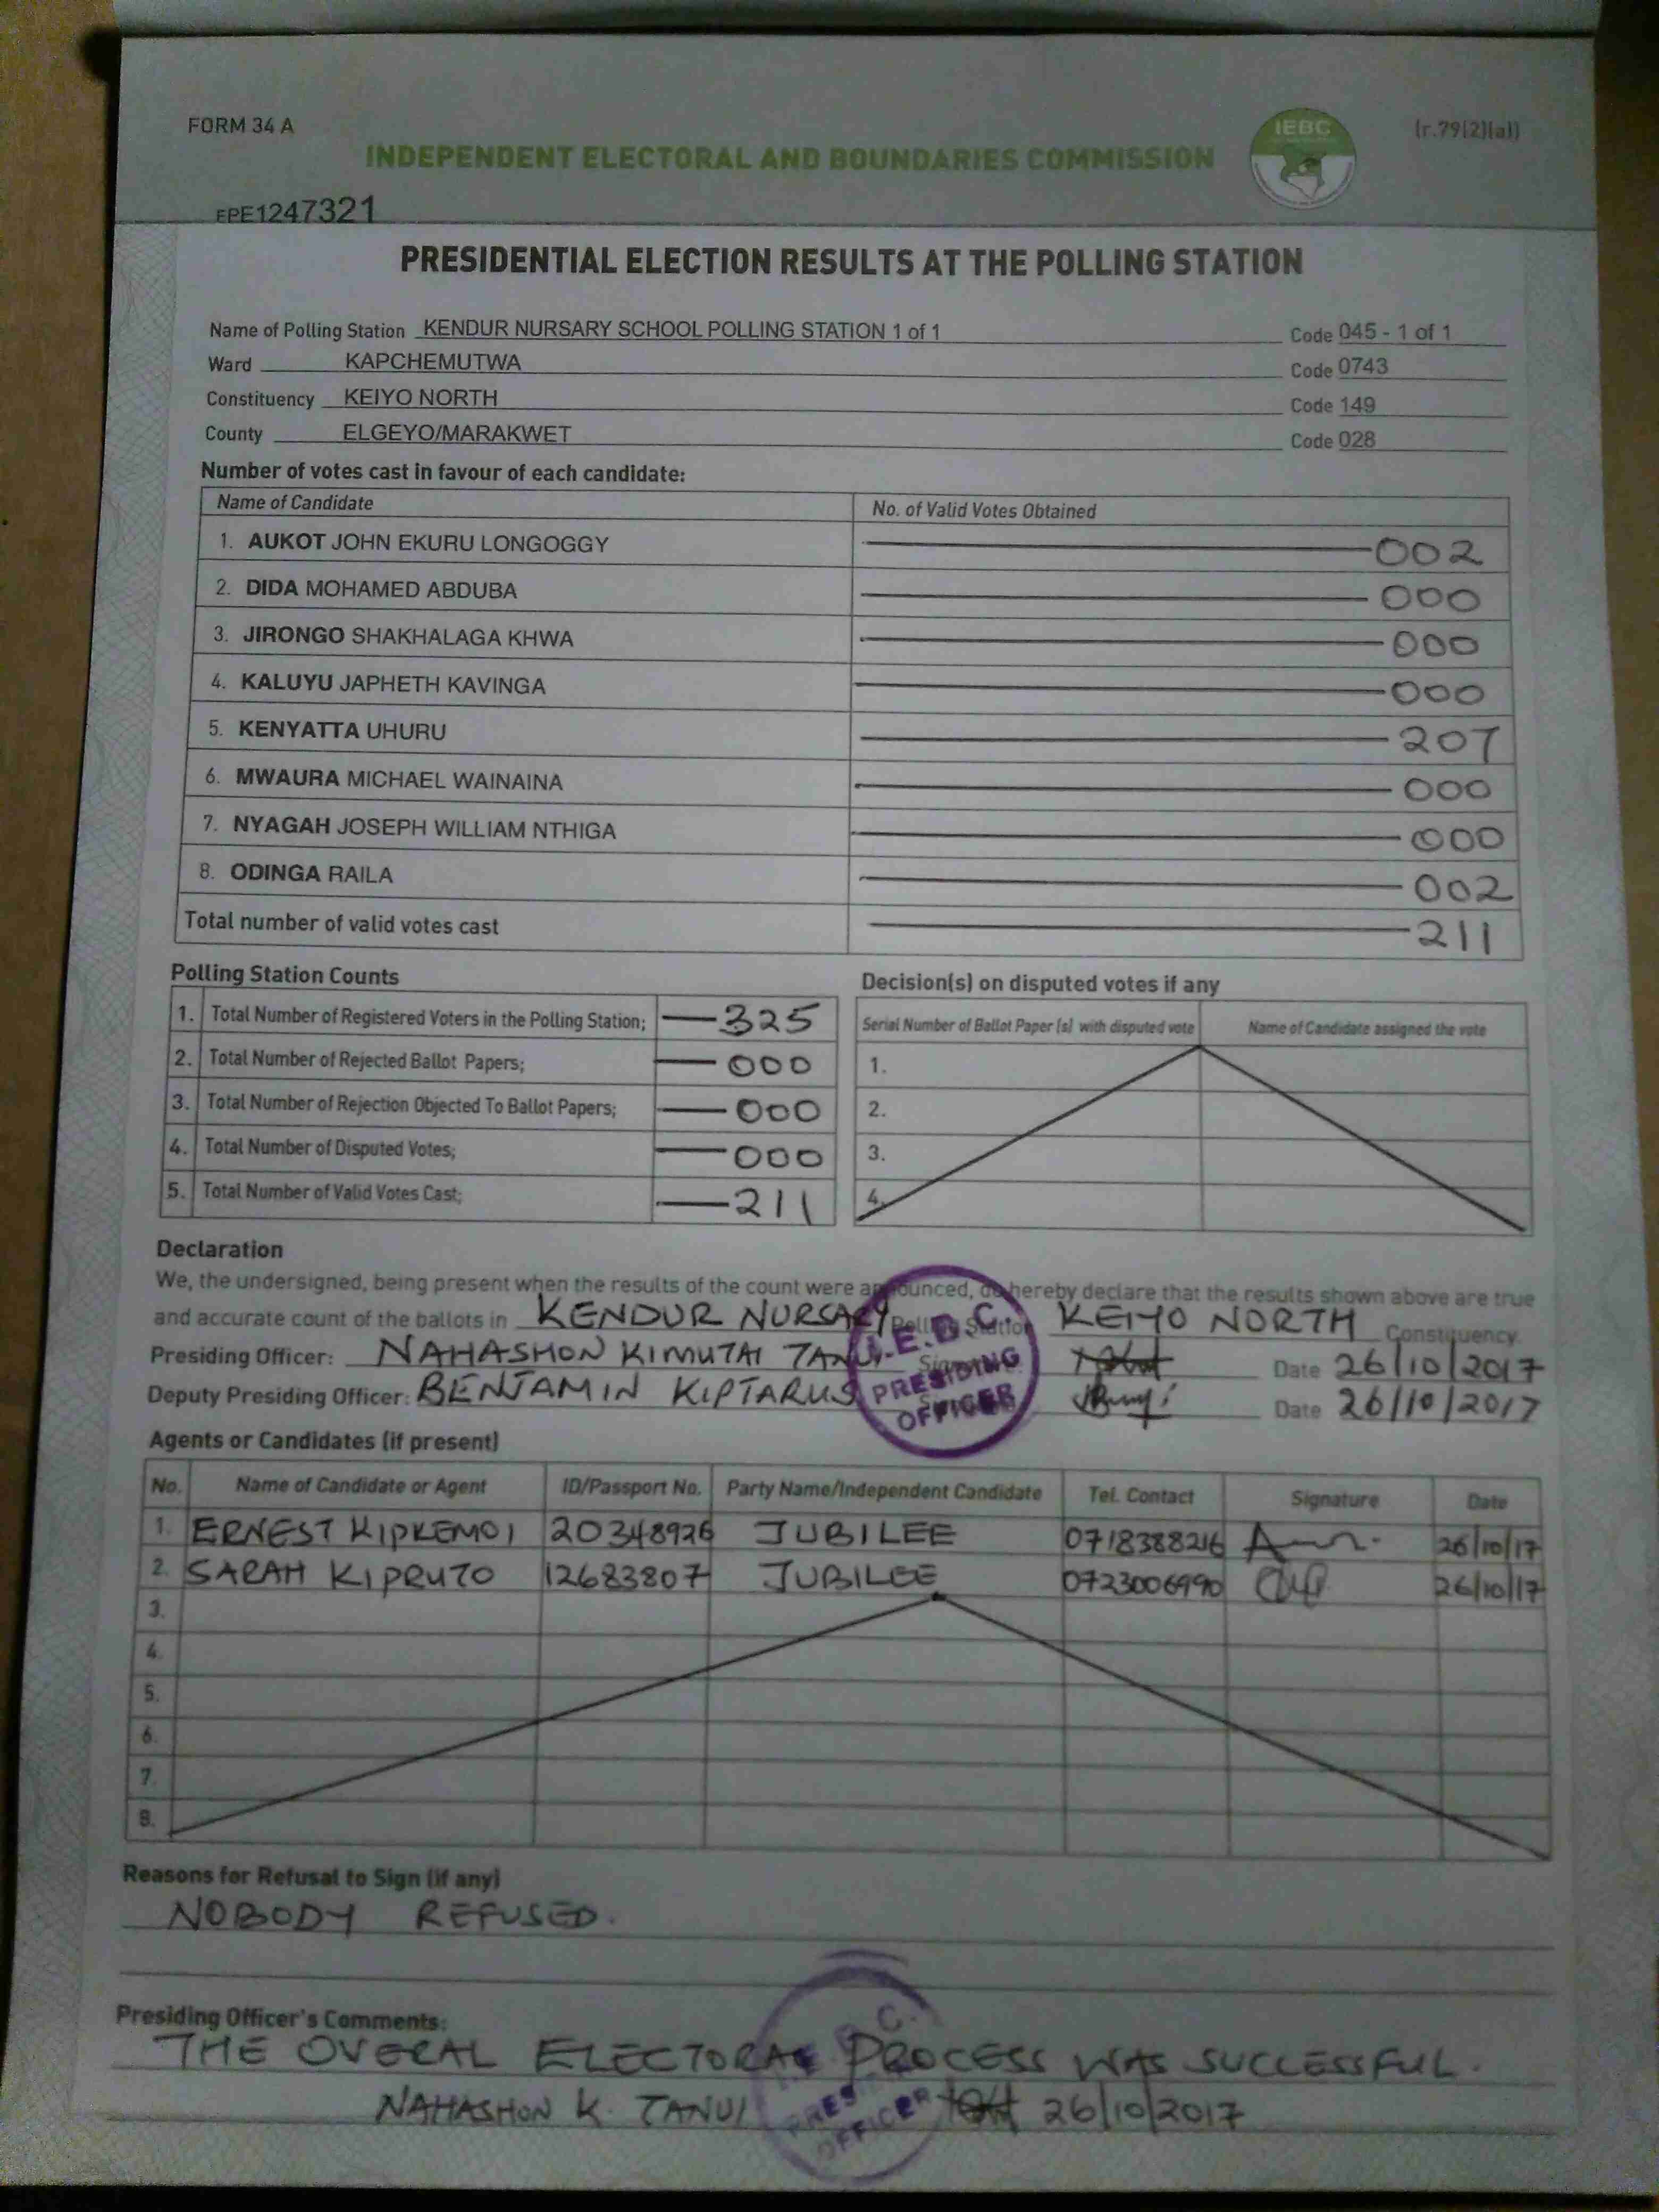 FORM 34 A
IEBC
(r.79(2)(a))
INDEPENDENT ELECTORAL AND BOUNDARIES COMMISSION
EPE1247321
PRESIDENTIAL ELECTION RESULTS AT THE POLLING STATION
Name of Polling Station KENDUR NURSARY SCHOOL POLLING STATION 1 of 1 Code 045 - 1 of 1
Ward KAPCHEMUTWA Code 0743
Constituency KEIYO NORTH Code 149
County ELGEYO/MARAKWET Code 028
Number of votes cast in favour of each candidate:
Name of Candidate No. of Valid Votes Obtained
1. AUKOT JOHN EKURU LONGOGGY 002
2. DIDA MOHAMED ABDUBA 000
3. JIRONGO SHAKHALAGA KHWA 000
4. KALUYU JAPHETH KAVINGA 000
5. KENYATTA UHURU 207
6. MWAURA MICHAEL WAINAINA 000
7. NYAGAH JOSEPH WILLIAM NTHIGA 000
8. ODINGA RAILA 002
Total number of valid votes cast 211
Polling Station Counts
1. Total Number of Registered Voters in the Polling Station; 325
2. Total Number of Rejected Ballot Papers; 000
3. Total Number of Rejection Objected To Ballot Papers; 000
4. Total Number of Disputed Votes; 000
5. Total Number of Valid Votes Cast; 211
Decision(s) on disputed votes if any
Serial Number of Ballot Paper (s) with disputed vote Name of Candidate assigned the vote
1.
2.
3.
4.
Declaration
We, the undersigned, being present when the results of the count were announced, do hereby declare that the results shown above are true
and accurate count of the ballots in KENDUR NURSARY Polling Station KEIYO NORTH Constituency.
Presiding Officer: NAHASHON KIMUTAI TANUI Date 26/10/2017
Deputy Presiding Officer: BENJAMIN KIPTARUS Date 26/10/2017
I.E.B.C.
PRESIDING
OFFICER
Agents or Candidates (if present)
No. Name of Candidate or Agent ID/Passport No. Party Name/Independent Candidate Tel. Contact Signature Date
1. ERNEST KIPKEMOI 20348926 JUBILEE 0718388216 26/10/17
2. SARAH KIPRUTO 12683807 JUBILEE 0723006990 26/10/17
3.
4.
5.
6.
7.
8.
Reasons for Refusal to Sign (if any)
NOBODY REFUSED.
Presiding Officer's Comments:
THE OVERAL ELECTORAL PROCESS WAS SUCCESSFUL.
NAHASHON K. TANUI 26/10/2017